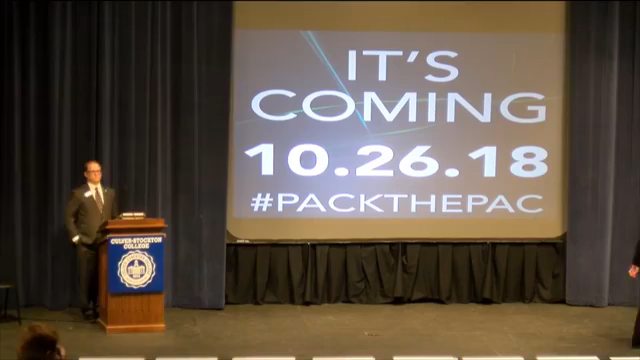 IT'S
COMING
10.26.18
#PACKTHEPAC
CULVER-STOCKTON
COLLEGE